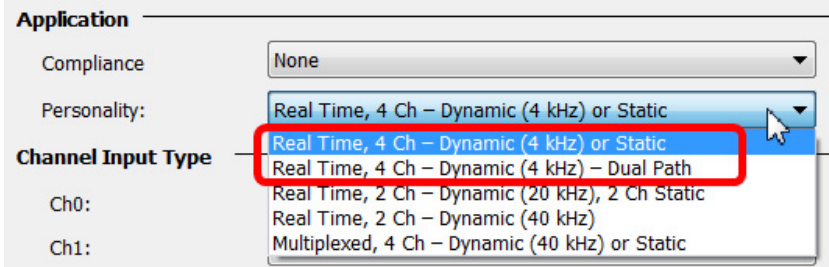 Application
Compliance
None
Personality:
Real Time, 4 Ch – Dynamic (4 kHz) or Static
Real Time, 4 Ch – Dynamic (4 kHz) or Static
Channel Input Type
Real Time, 4 Ch – Dynamic (4 kHz) – Dual Path
Ch0:
Real Time, 2 Ch – Dynamic (20 kHz), 2 Ch Static
Real Time, 2 Ch – Dynamic (40 kHz)
Ch1:
Multiplexed, 4 Ch – Dynamic (40 kHz) or Static